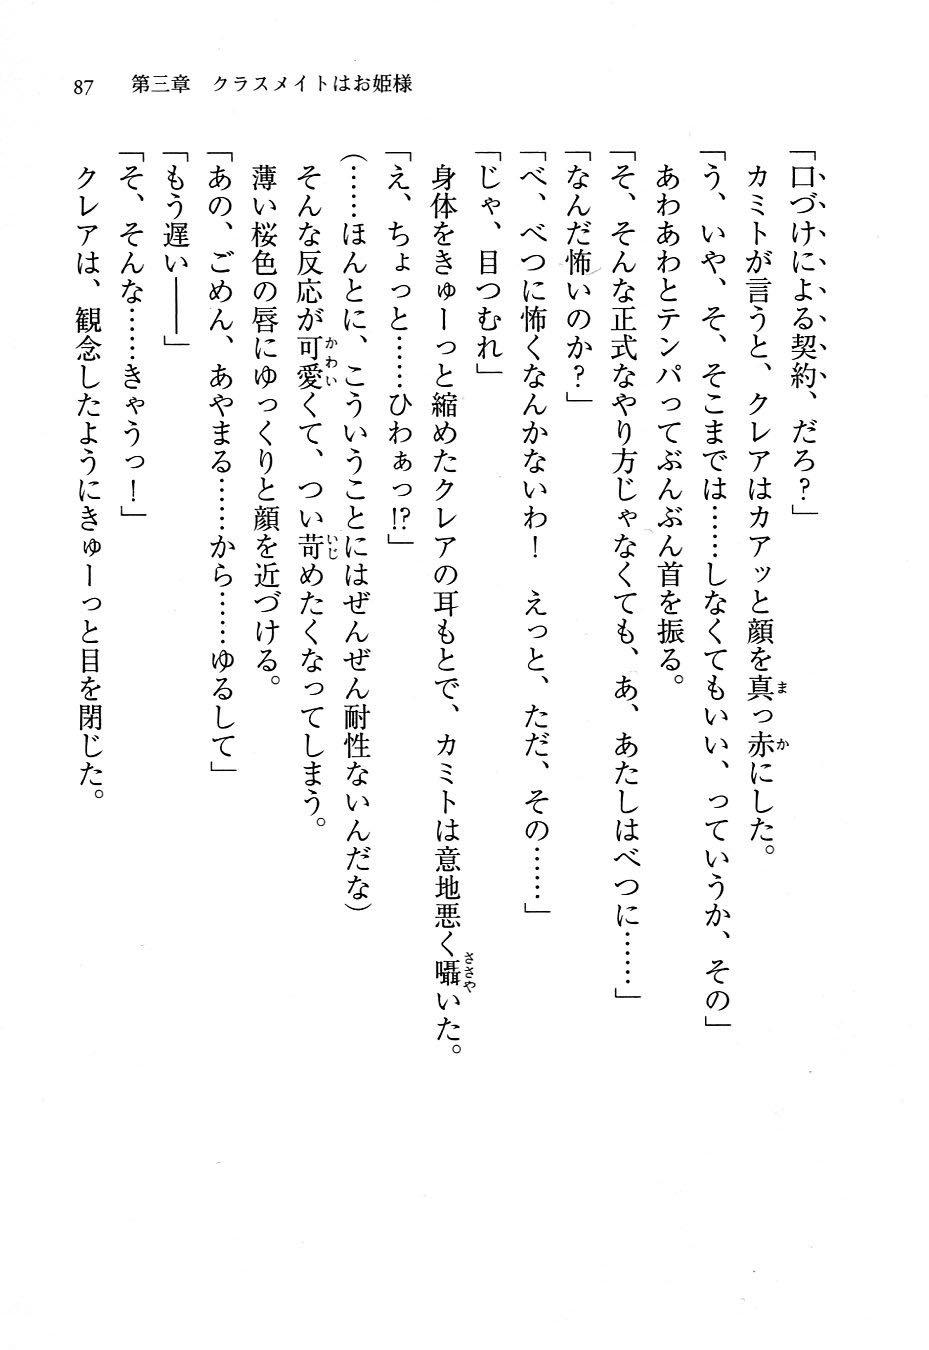 87　第三章　クラスメイトはお姫様
「口づけによる契約、だろ？」
　カミトが言うと、クレアはカアッと顔を真っ赤にした。
「う、いや、そ、そこまでは……しなくてもいい、っていうか、その」
　あわあわとテンパってぶんぶん首を振る。
「そ、そんな正式なやり方じゃなくても、あ、あたしはべつに……」
「なんだ怖いのか？」
「べ、べつに怖くなんかないわ！　えっと、ただ、その……」
「じゃ、目つむれ」
　身体をきゅーっと縮めたクレアの耳もとで、カミトは意地悪く囁いた。
「え、ちょっと……ひわぁっ!?」
（……ほんとに、こういうことにはぜんぜん耐性ないんだな）
　そんな反応が可愛くて、つい苛めたくなってしまう。
　薄い桜色の唇にゆっくりと顔を近づける。
「あの、ごめん、あやまる……から……ゆるして」
「もう遅い――」
「そ、そんな……きゃうっ！」
　クレアは、観念したようにきゅーっと目を閉じた。